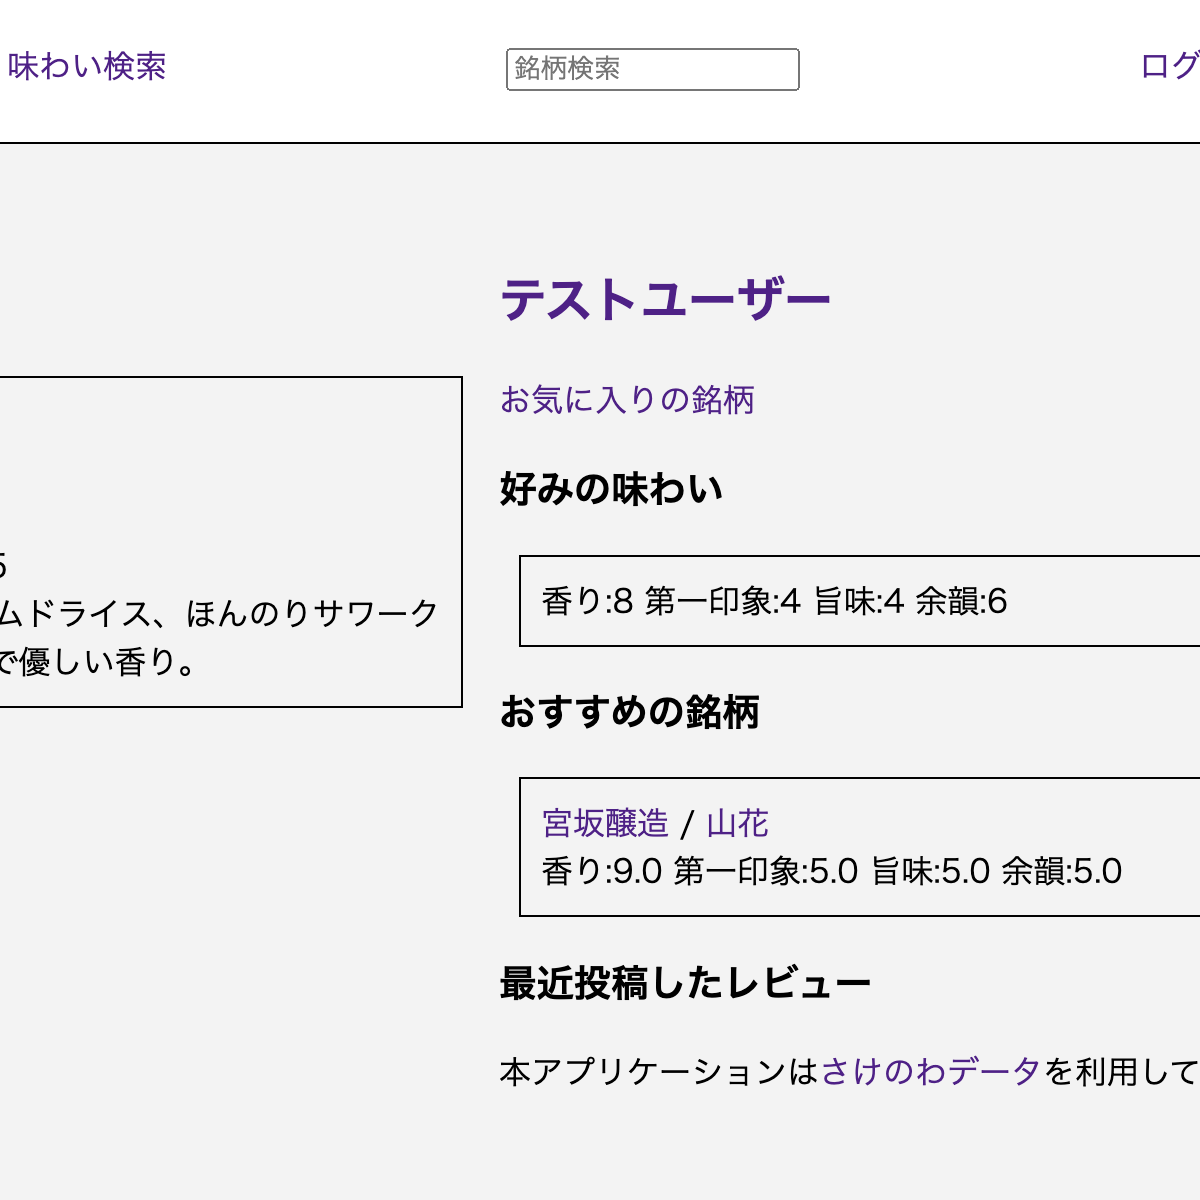 味わい検索
銘柄検索
ログ
5
ムドライス、ほんのりサワーク
で優しい香り。
テストユーザー
お気に入りの銘柄
好みの味わい
香り:8 第一印象:4 旨味:4 余韻:6
おすすめの銘柄
宮坂醸造 / 山花
香り:9.0 第一印象:5.0 旨味:5.0 余韻:5.0
最近投稿したレビュー
本アプリケーションはさけのわデータを利用して